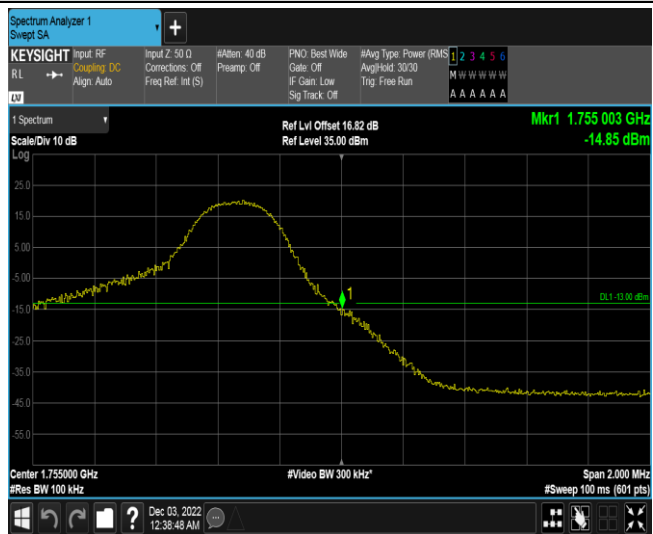 Spectrum Analyzer 1
Swept SA
+
KEYSIGHT
RL
LXI
Input: RF
Coupling: DC
Align: Auto
Input Z: 50 Ω
Corrections: Off
Freq Ref: Int (S)
#Atten: 40 dB
Preamp: Off
PNO: Best Wide
Gate: Off
IF Gain: Low
Sig Track: Off
#Avg Type: Power (RMS
Avg|Hold: 30/30
Trig: Free Run
1 2 3 4 5 6
M W W W W W
A A A A A A
1 Spectrum
Scale/Div 10 dB
Log
Ref Lvl Offset 16.82 dB
Ref Level 35.00 dBm
Mkr1 1.755 003 GHz
-14.85 dBm
25.0
15.0
5.00
-5.00
-15.0
-25.0
-35.0
-45.0
-55.0
1
DL1 -13.00 dBm
Center 1.755000 GHz
#Res BW 100 kHz
#Video BW 300 kHz*
Span 2.000 MHz
#Sweep 100 ms (601 pts)
?
Dec 03, 2022
12:38:48 AM